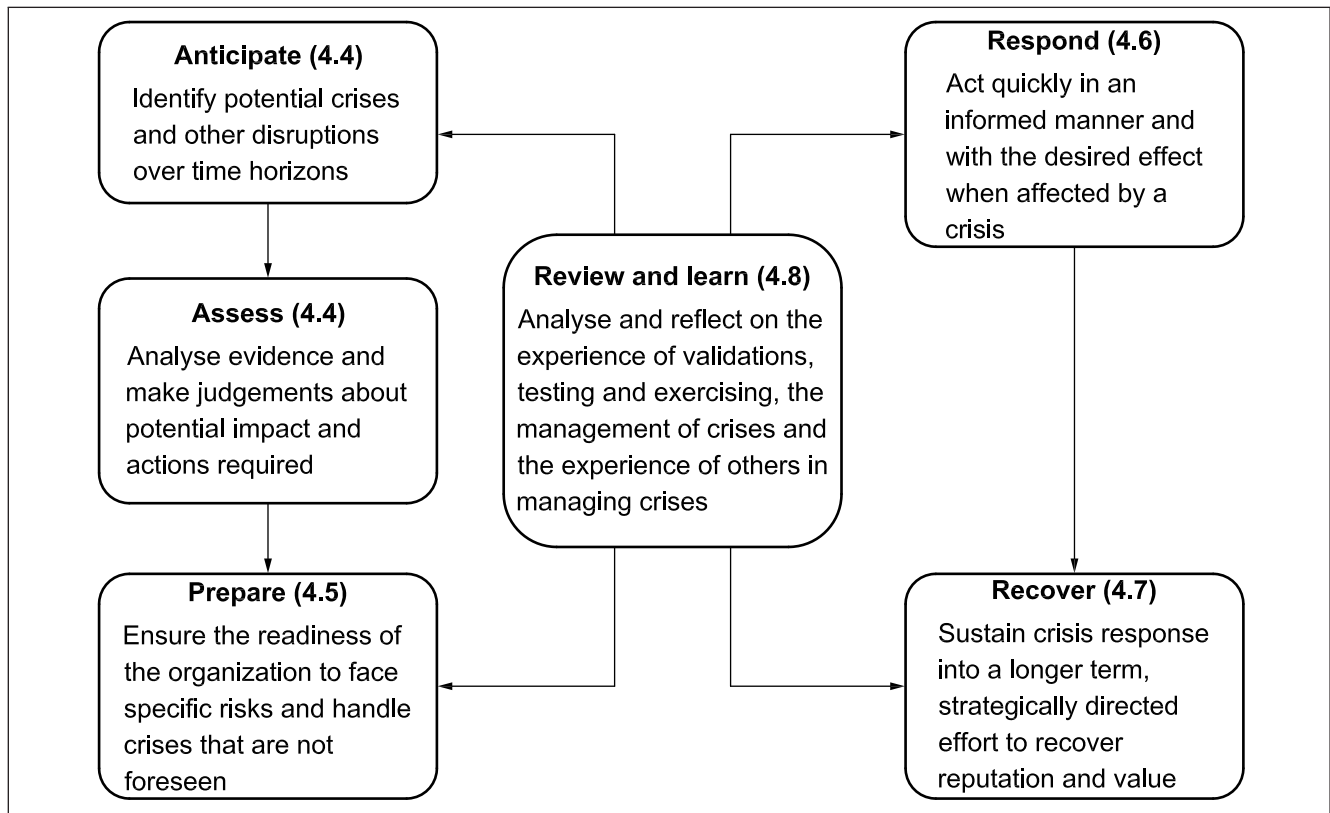 Anticipate (4.4)
Identify potential crises
and other disruptions
over time horizons
Assess (4.4)
Analyse evidence and
make judgements about
potential impact and
actions required
Prepare (4.5)
Ensure the readiness of
the organization to face
specific risks and handle
crises that are not
foreseen
Review and learn (4.8)
Analyse and reflect on the
experience of validations,
testing and exercising, the
management of crises and
the experience of others in
managing crises
Respond (4.6)
Act quickly in an
informed manner and
with the desired effect
when affected by a
crisis
Recover (4.7)
Sustain crisis response
into a longer term,
strategically directed
effort to recover
reputation and value